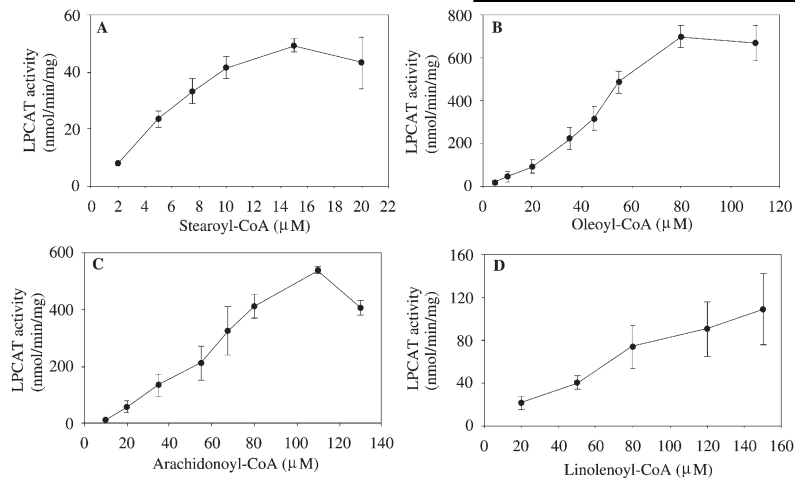 A
LPCAT activity
(nmol/min/mg)
60
40
20
0
0 2 4 6 8 10 12 14 16 18 20 22
Stearoyl-CoA (μM)
B
LPCAT activity
(nmol/min/mg)
800
600
400
200
0
0 20 40 60 80 100 120
Oleoyl-CoA (μM)
C
LPCAT activity
(nmol/min/mg)
600
400
200
0
0 20 40 60 80 100 120 140
Arachidonoyl-CoA (μM)
D
LPCAT activity
(nmol/min/mg)
160
120
80
40
0
0 20 40 60 80 100 120 140 160
Linolenoyl-CoA (μM)